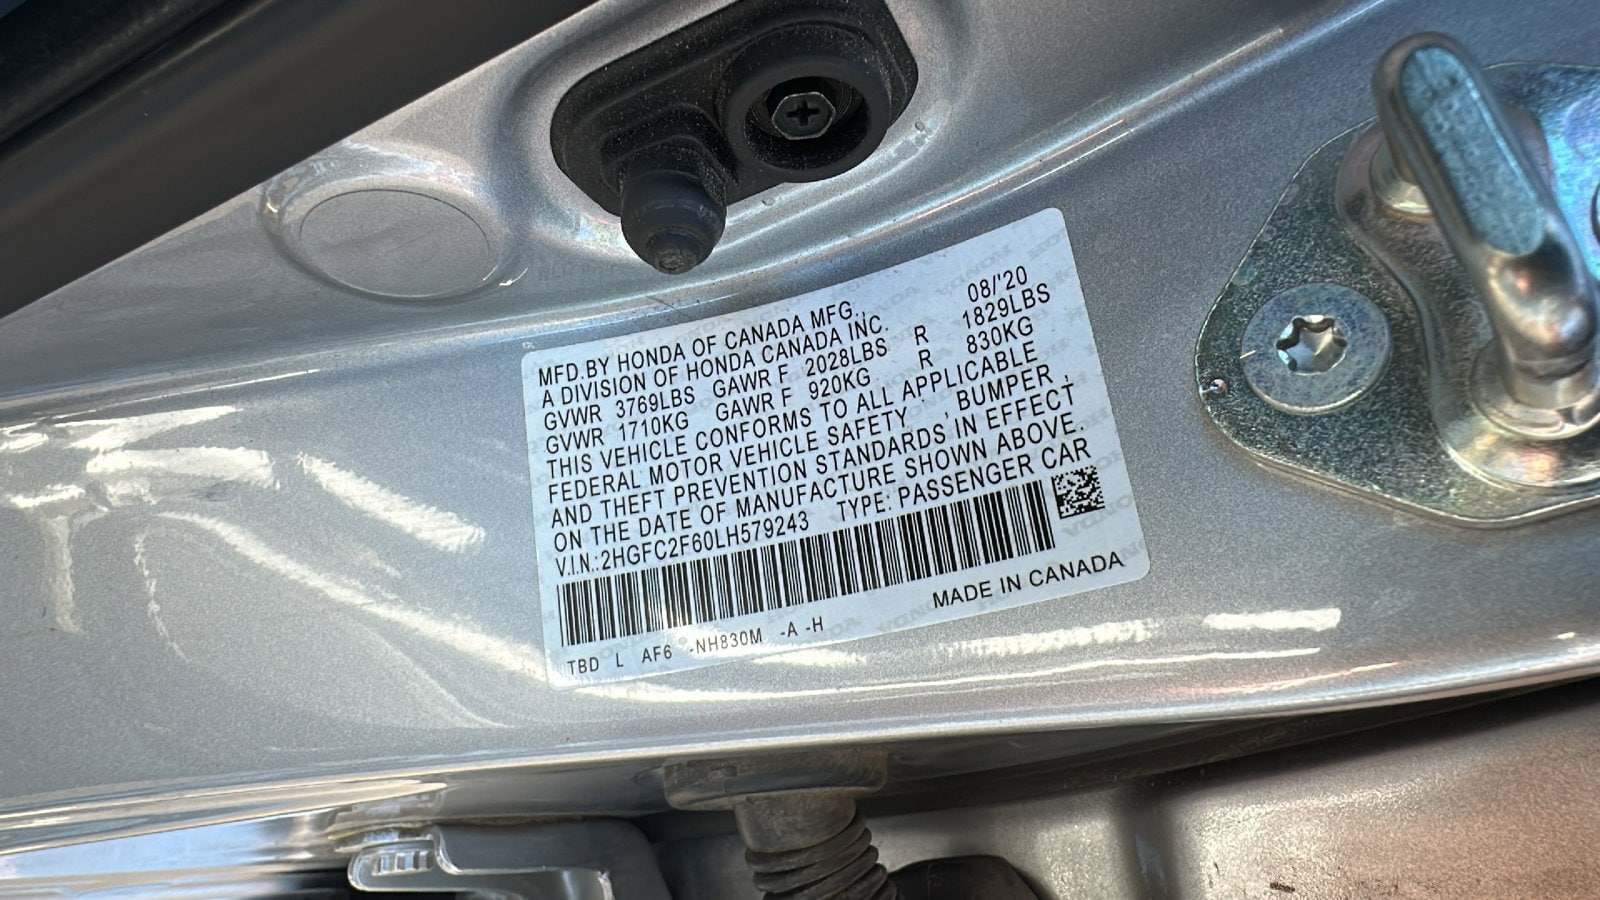 MFD.BY HONDA OF CANADA MFG., 08/'20
A DIVISION OF HONDA CANADA INC.
GVWR 3769LBS GAWR F 2028LBS R 1829LBS
GVWR 1710KG GAWR F 920KG R 830KG
THIS VEHICLE CONFORMS TO ALL APPLICABLE
FEDERAL MOTOR VEHICLE SAFETY , BUMPER ,
AND THEFT PREVENTION STANDARDS IN EFFECT
ON THE DATE OF MANUFACTURE SHOWN ABOVE.
V.I.N.:2HGFC2F60LH579243 TYPE: PASSENGER CAR
MADE IN CANADA
TBD L AF6 -NH830M -A -H